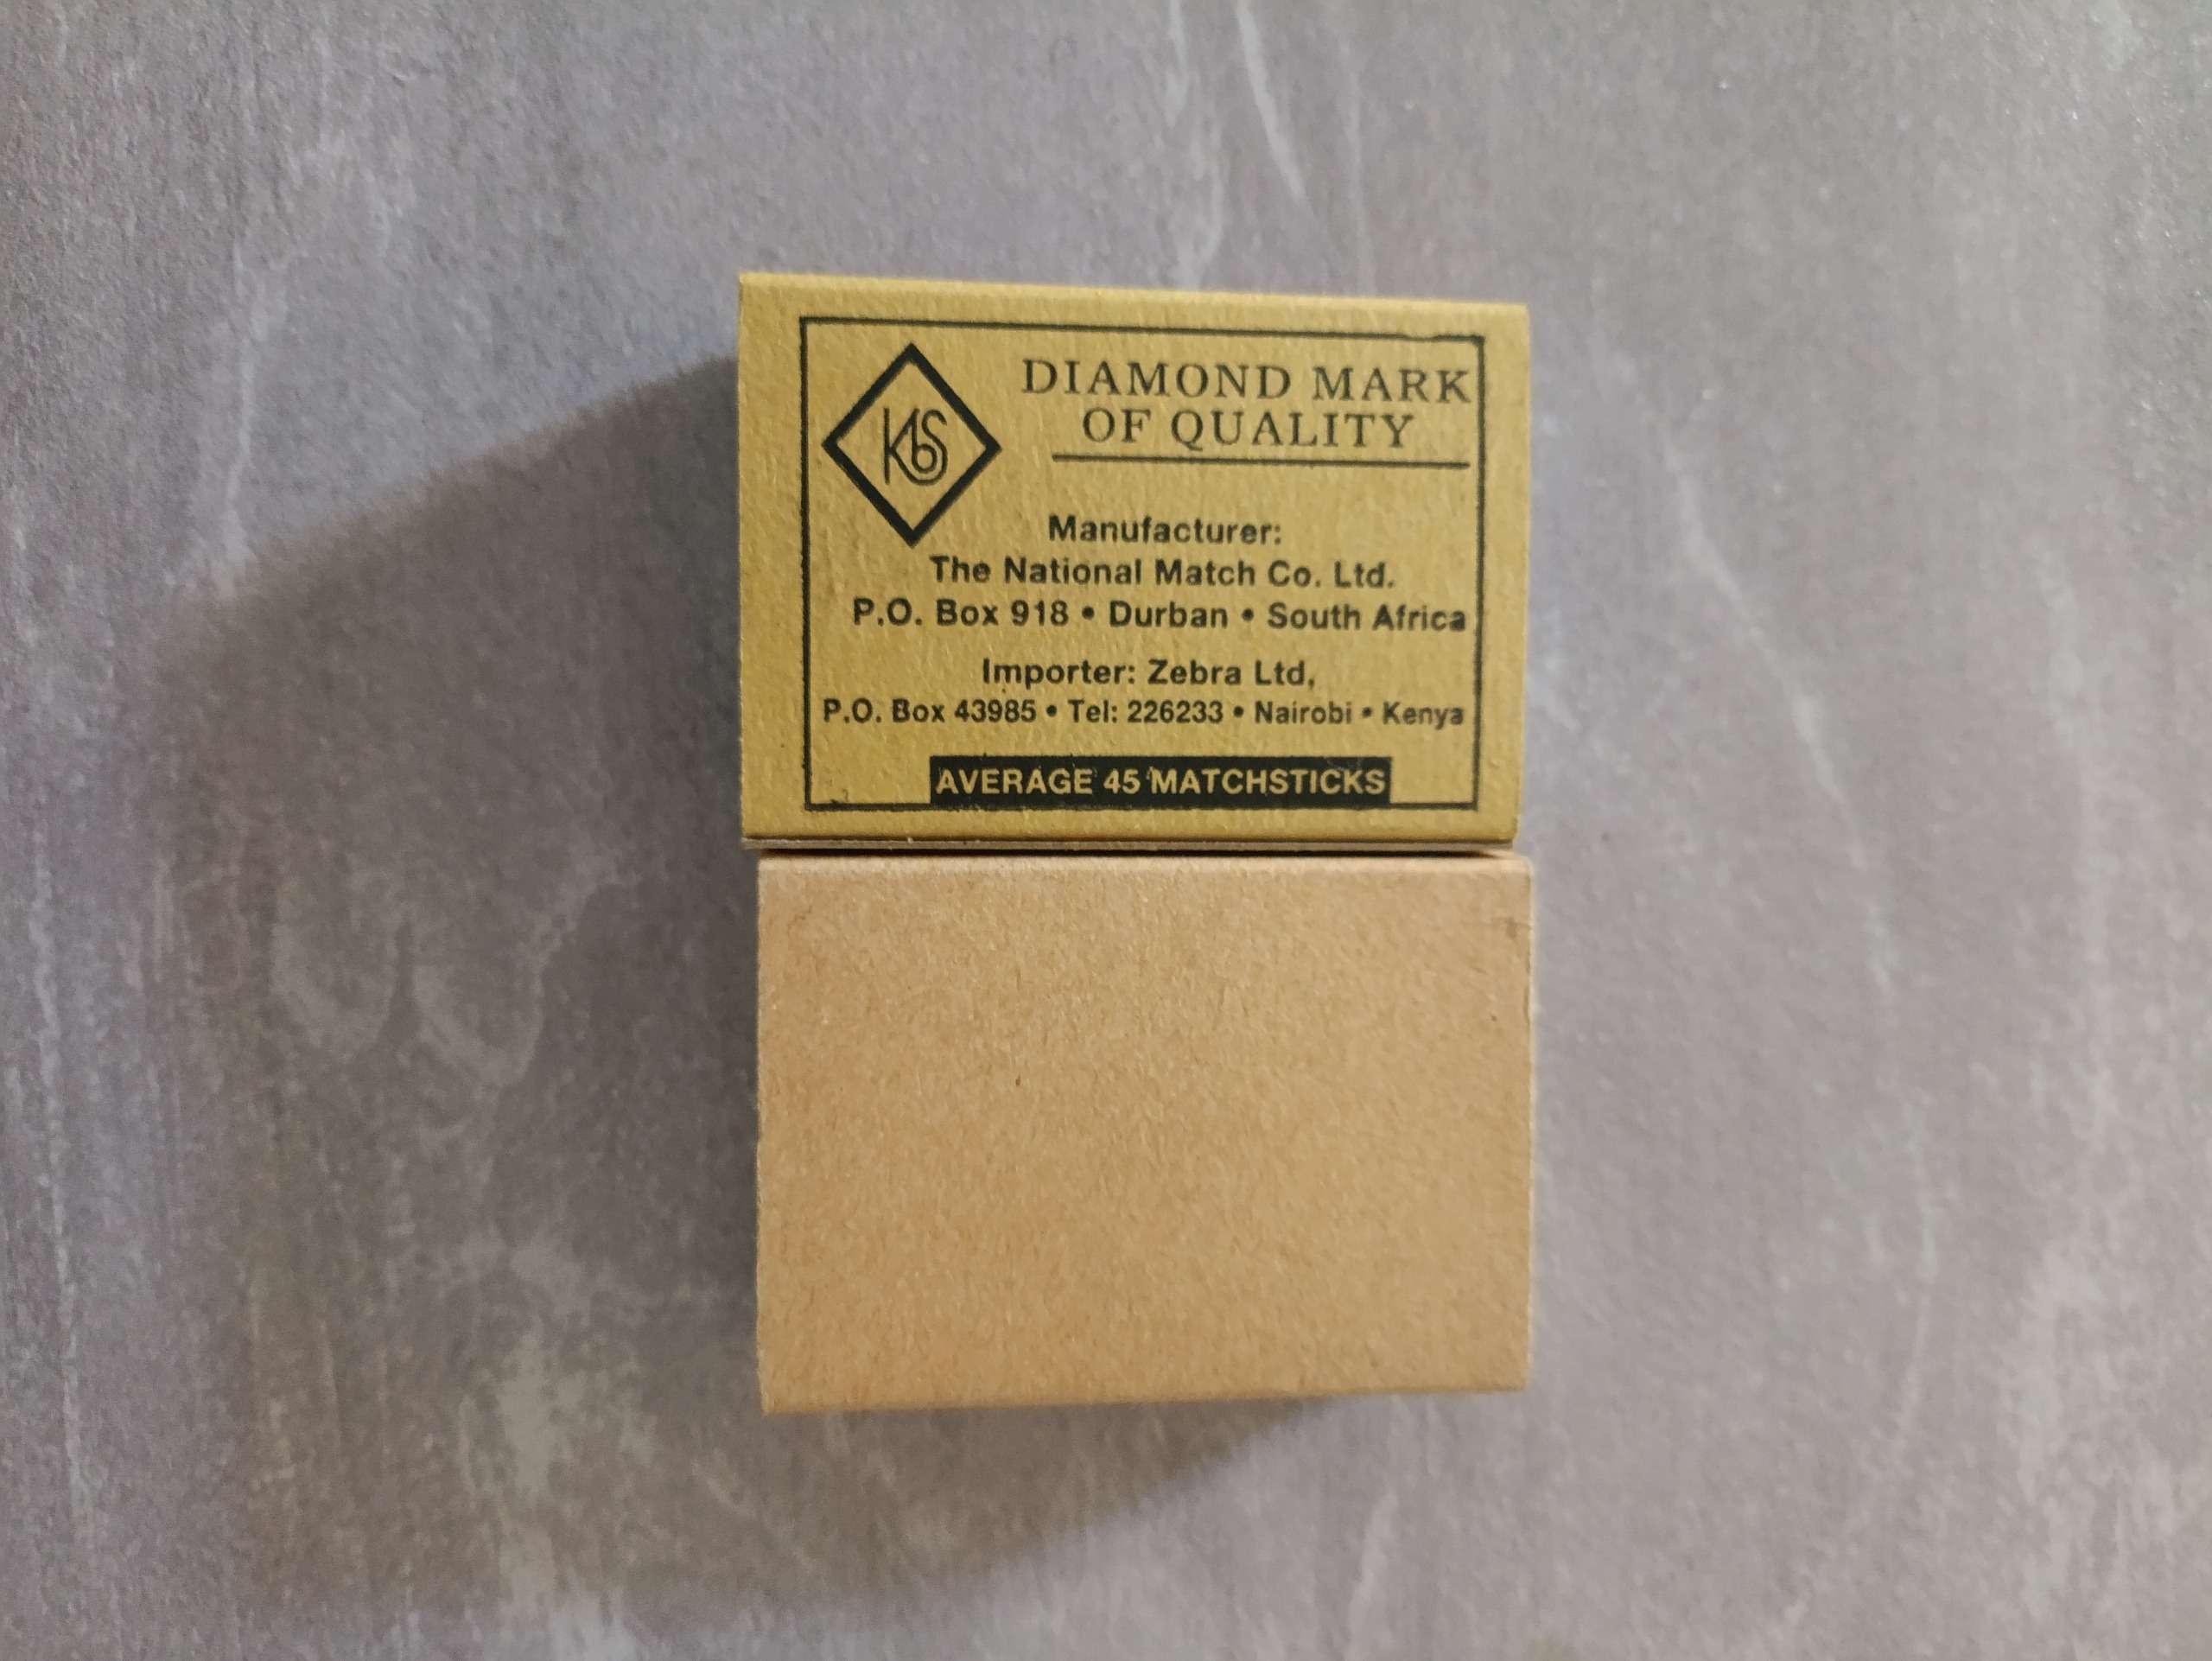 KBS
DIAMOND MARK
OF QUALITY
Manufacturer:
The National Match Co. Ltd.
P.O. Box 918 • Durban • South Africa
Importer: Zebra Ltd,
P.O. Box 43985 • Tel: 226233 • Nairobi • Kenya
AVERAGE 45 MATCHSTICKS